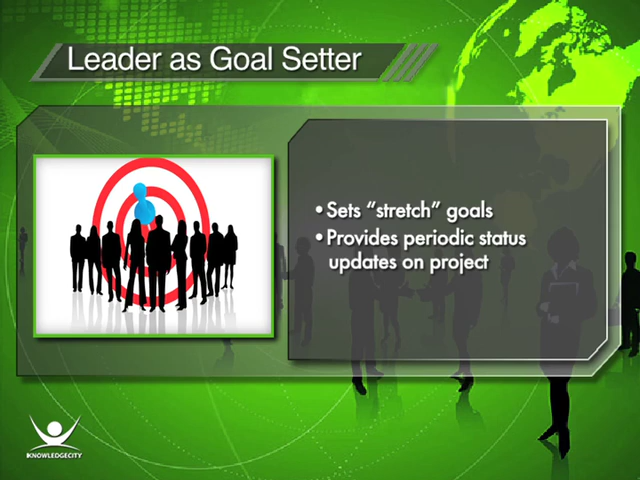 Leader as Goal Setter
•Sets “stretch” goals
•Provides periodic status
updates on project
KNOWLEDGECITY